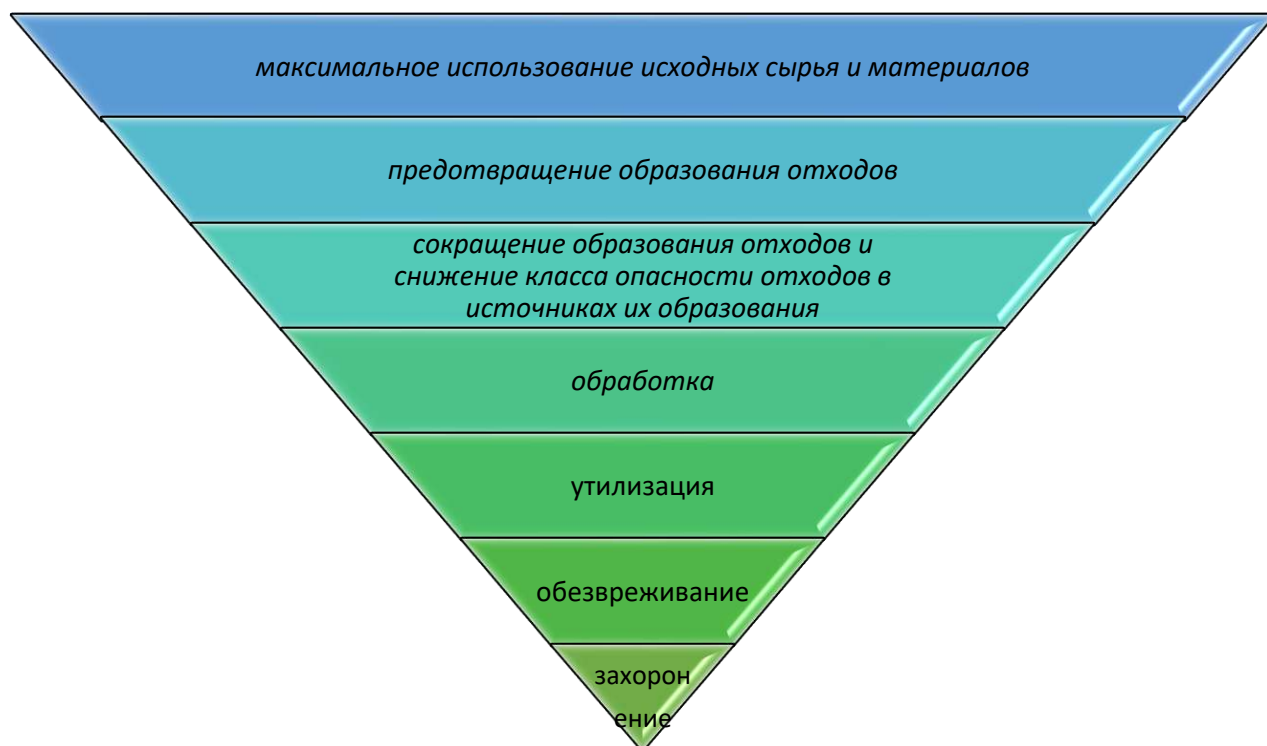 максимальное использование исходных сырья и материалов
предотвращение образования отходов
сокращение образования отходов и
снижение класса опасности отходов в
источниках их образования
обработка
утилизация
обезвреживание
захорон
ение